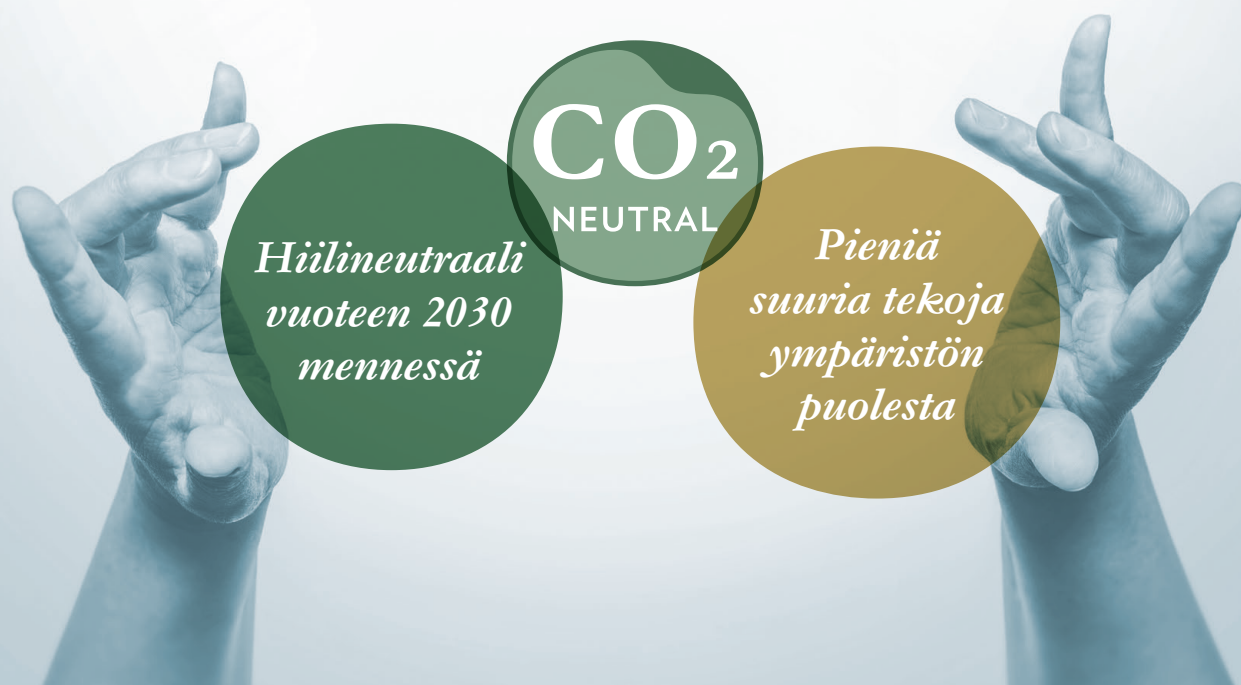 CO₂
NEUTRAL
Hiilineutraali
vuoteen 2030
mennessä
Pieniä
suuria tekoja
ympäristön
puolesta